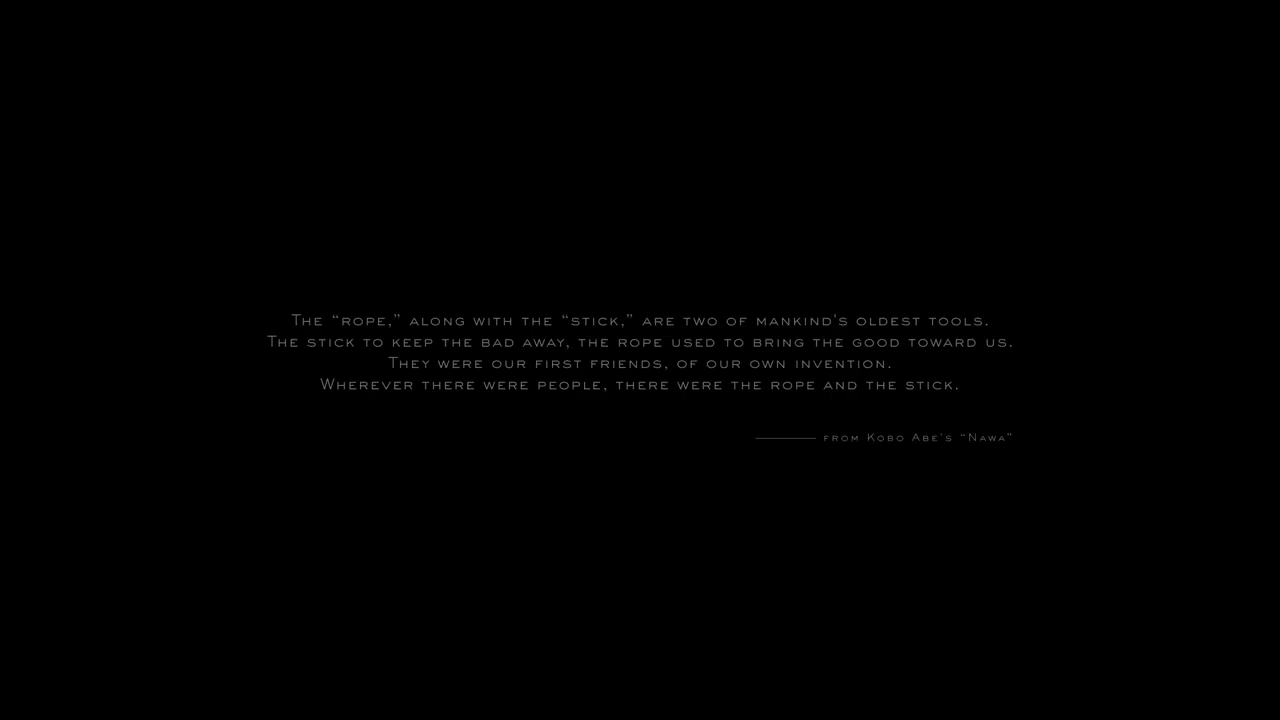 The “rope,” along with the “stick,” are two of mankind's oldest tools.
The stick to keep the bad away, the rope used to bring the good toward us.
They were our first friends, of our own invention.
Wherever there were people, there were the rope and the stick.
from Kobo Abe's “Nawa”